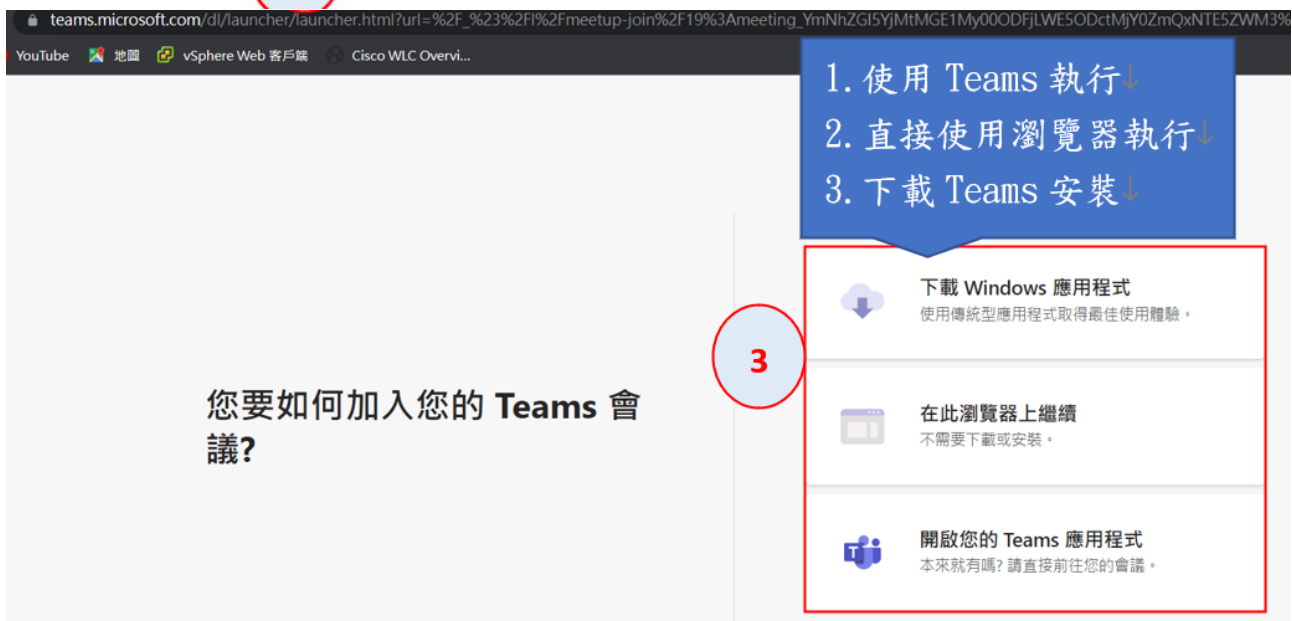 teams.microsoft.com/dl/launcher/launcher.html?url=%2F_%23%2Fl%2Fmeetup-join%2F19%3Ameeting_YmNhZGI5YjMtMGE1My00ODFjLWE5ODctMjY0ZmQxNTE5ZWM3%
YouTube 地圖 vSphere Web 客戶端 Cisco WLC Overvi...
1. 使用 Teams 執行↓
2. 直接使用瀏覽器執行↓
3. 下載 Teams 安裝↓
下載 Windows 應用程式
使用傳統型應用程式取得最佳使用體驗。
3
您要如何加入您的 Teams 會
議?
在此瀏覽器上繼續
不需要下載或安裝。
開啟您的 Teams 應用程式
本來就有嗎? 請直接前往您的會議。